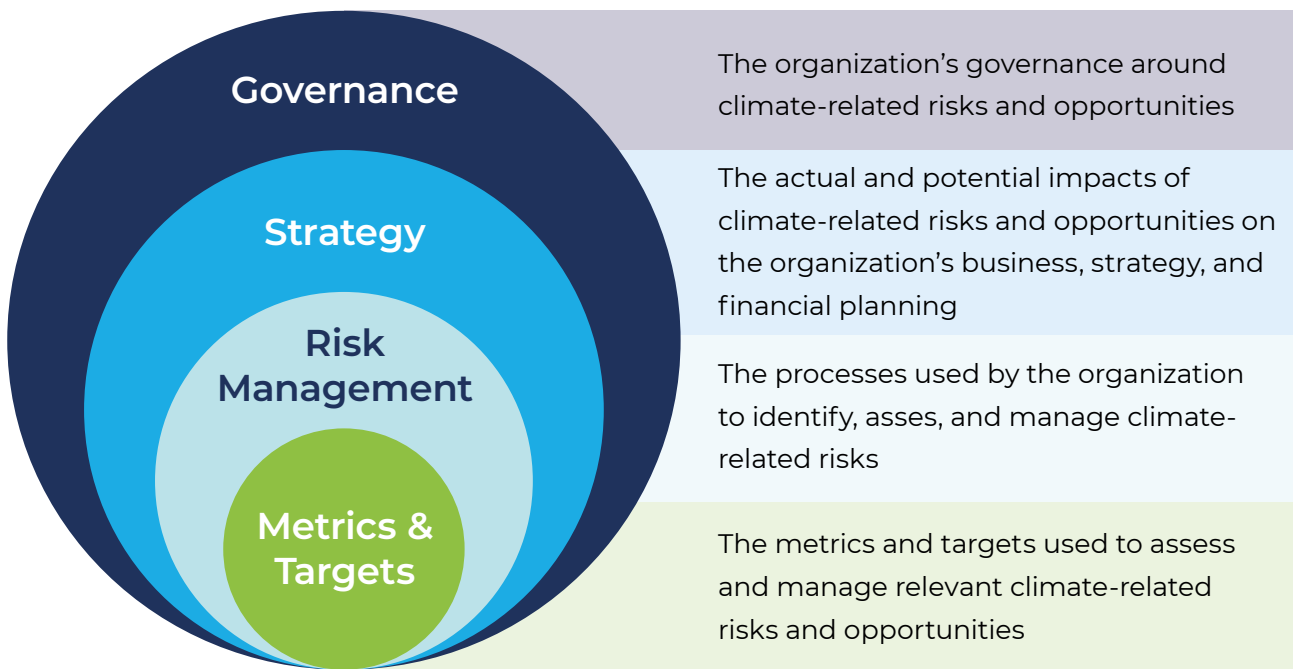 Governance
The organization’s governance around
climate-related risks and opportunities
Strategy
The actual and potential impacts of
climate-related risks and opportunities on
the organization’s business, strategy, and
financial planning
Risk
Management
The processes used by the organization
to identify, asses, and manage climate-
related risks
Metrics &
Targets
The metrics and targets used to assess
and manage relevant climate-related
risks and opportunities